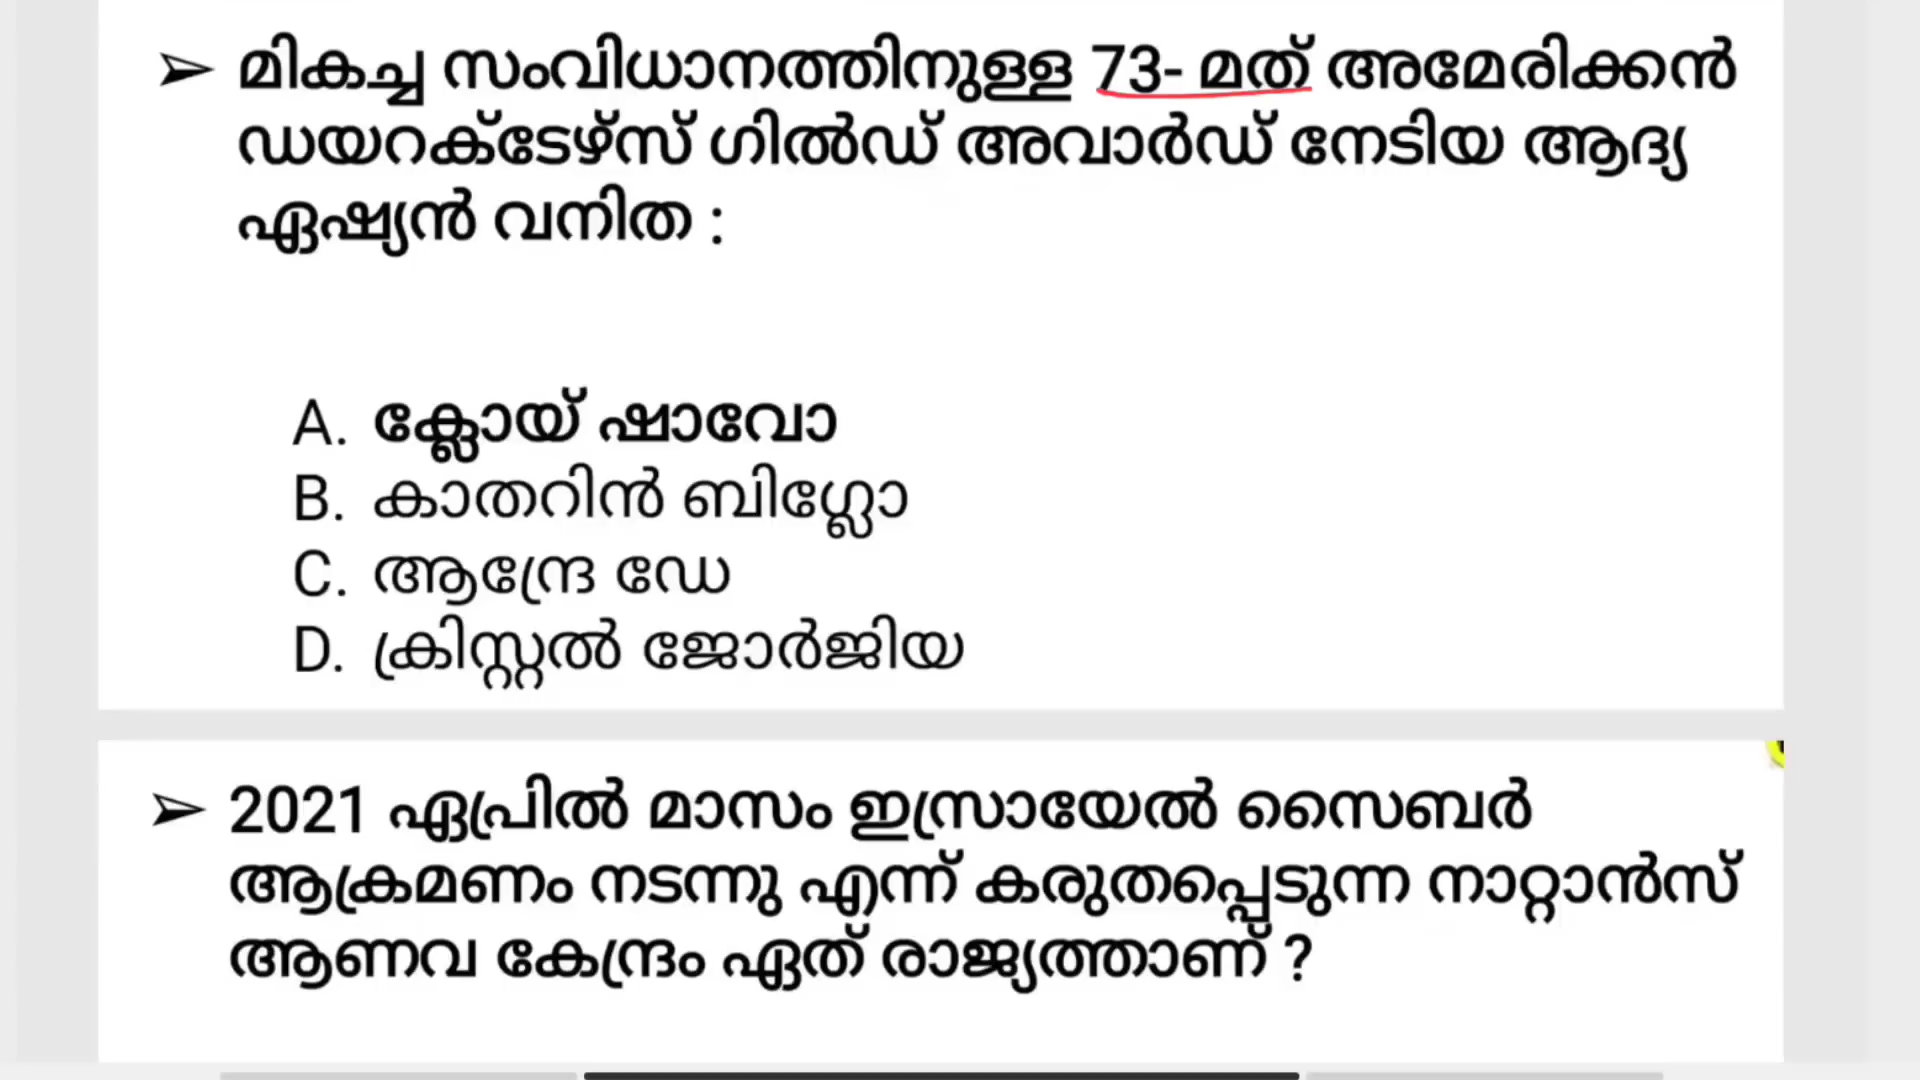 ➢ മികച്ച സംവിധാനത്തിനുള്ള 73- മത് അമേരിക്കൻ
ഡയറക്ടേഴ്സ് ഗിൽഡ് അവാർഡ് നേടിയ ആദ്യ
ഏഷ്യൻ വനിത :
A. ക്ലോയ് ഷാവോ
B. കാതറിൻ ബിഗ്ലോ
C. ആന്ദ്രേ ഡേ
D. ക്രിസ്റ്റൽ ജോർജിയ
➢ 2021 ഏപ്രിൽ മാസം ഇസ്രായേൽ സൈബർ
ആക്രമണം നടന്നു എന്ന് കരുതപ്പെടുന്ന നാറ്റാൻസ്
ആണവ കേന്ദ്രം ഏത് രാജ്യത്താണ് ?